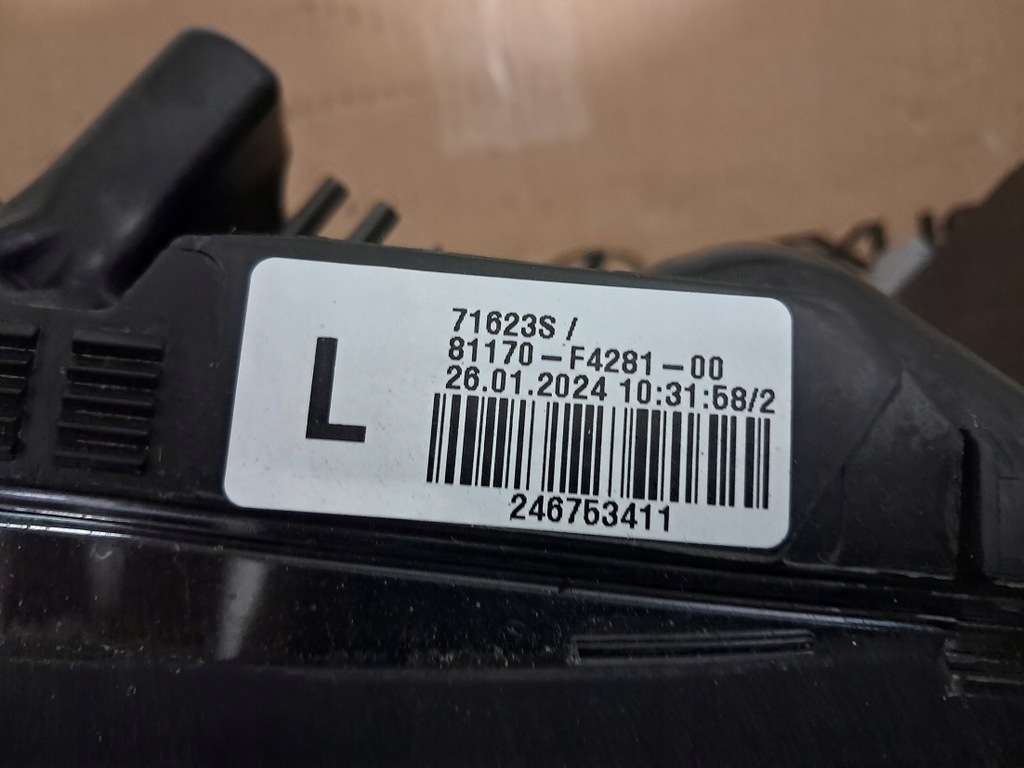 L
71623S /
81170-F4281-00
26.01.2024 10:31:58/2
246753411